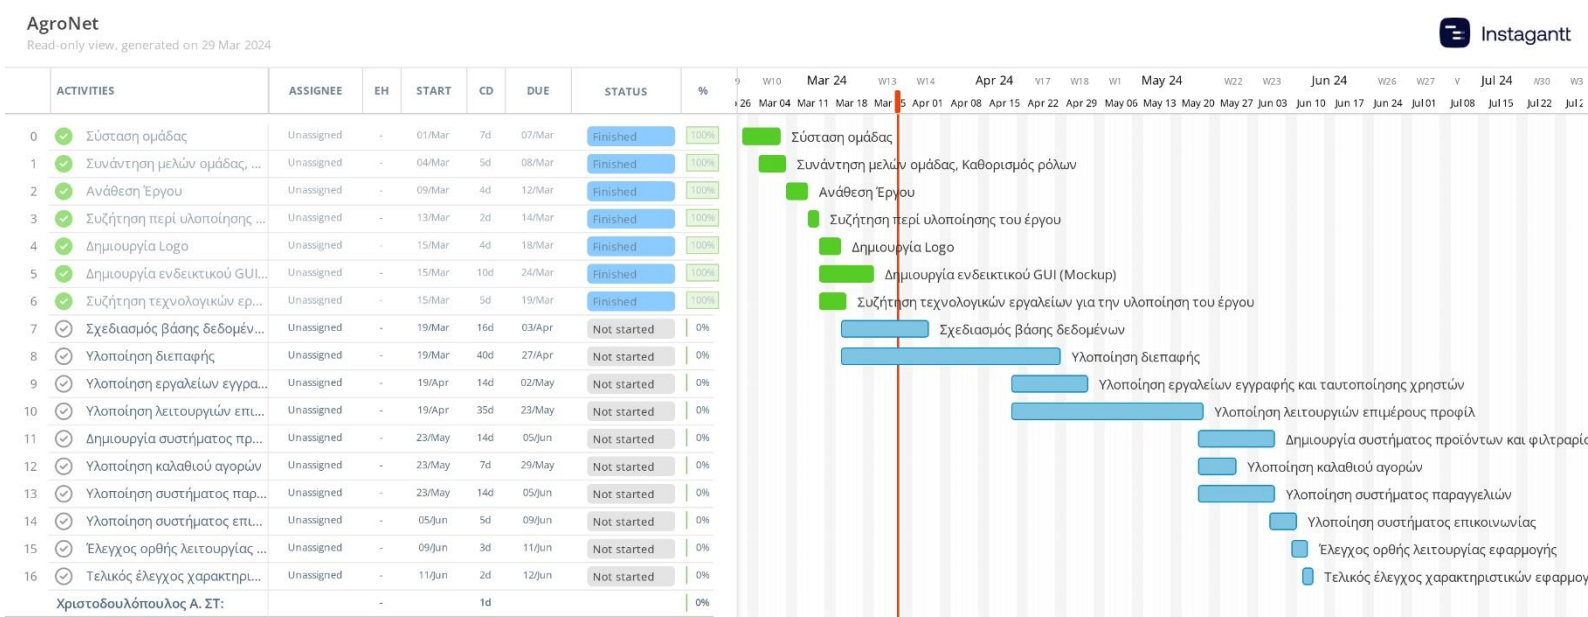 AgroNet
Read-only view, generated on 29 Mar 2024
Instagantt
ACTIVITIES ASSIGNEE EH START CD DUE STATUS %
W10 Mar 24 W13 W14 Apr 24 W18 W1 May 24 W22 W23 Jun 24 W26 W27 Jul 24 W3
26 Mar 04 Mar 11 Mar 18 Mar Apr 01 Apr 08 Apr 15 Apr 22 Apr 29 May 06 May 13 May 20 May 27 Jun 03 Jun 10 Jun 17 Jun 24 Jul 01 Jul 08 Jul 15 Jul 22 Jul
0 Σύσταση ομάδας Unassigned - 01/Mar 7d 07/Mar Finished 100% Σύσταση ομάδας
1 Συνάντηση μελών ομάδας, ... Unassigned - 04/Mar 5d 08/Mar Finished 100% Συνάντηση μελών ομάδας, Καθορισμός ρόλων
2 Ανάθεση Έργου Unassigned - 09/Mar 4d 12/Mar Finished 100% Ανάθεση Έργου
3 Συζήτηση περί υλοποίησης ... Unassigned - 13/Mar 2d 14/Mar Finished 100% Συζήτηση περί υλοποίησης του έργου
4 Δημιουργία Logo Unassigned - 15/Mar 4d 18/Mar Finished 100% Δημιουργία Logo
5 Δημιουργία ενδεικτικού GUI... Unassigned - 15/Mar 10d 24/Mar Finished 100% Δημιουργία ενδεικτικού GUI (Mockup)
6 Συζήτηση τεχνολογικών ερ... Unassigned - 15/Mar 5d 19/Mar Finished 100% Συζήτηση τεχνολογικών εργαλείων για την υλοποίηση του έργου
7 Σχεδιασμός βάσης δεδομέν... Unassigned - 19/Mar 16d 03/Apr Not started 0% Σχεδιασμός βάσης δεδομένων
8 Υλοποίηση διεπαφής Unassigned - 19/Mar 40d 27/Apr Not started 0% Υλοποίηση διεπαφής
9 Υλοποίηση εργαλείων εγγρα... Unassigned - 19/Apr 14d 02/May Not started 0% Υλοποίηση εργαλείων εγγραφής και ταυτοποίησης χρηστών
10 Υλοποίηση λειτουργιών επι... Unassigned - 19/Apr 35d 23/May Not started 0% Υλοποίηση λειτουργιών επιμέρους προφίλ
11 Δημιουργία συστήματος πρ... Unassigned - 23/May 14d 05/Jun Not started 0% Δημιουργία συστήματος προϊόντων και φιλτραρίσ
12 Υλοποίηση καλαθιού αγορών Unassigned - 23/May 7d 29/May Not started 0% Υλοποίηση καλαθιού αγορών
13 Υλοποίηση συστήματος παρ... Unassigned - 23/May 14d 05/Jun Not started 0% Υλοποίηση συστήματος παραγγελιών
14 Υλοποίηση συστήματος επι... Unassigned - 05/Jun 5d 09/Jun Not started 0% Υλοποίηση συστήματος επικοινωνίας
15 Έλεγχος ορθής λειτουργίας ... Unassigned - 09/Jun 3d 11/Jun Not started 0% Έλεγχος ορθής λειτουργίας εφαρμογής
16 Τελικός έλεγχος χαρακτηρι... Unassigned - 11/Jun 2d 12/Jun Not started 0% Τελικός έλεγχος χαρακτηριστικών εφαρμογ
Χριστοδουλόπουλος Α. ΣΤ: - 1d 0%